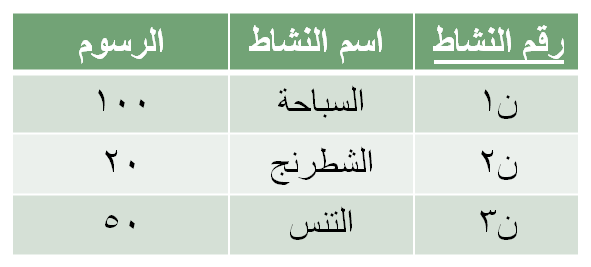 رقم النشاط اسم النشاط الرسوم
ن١ السباحة ١٠٠
ن٢ الشطرنج ٢٠
ن٣ التنس ٥٠